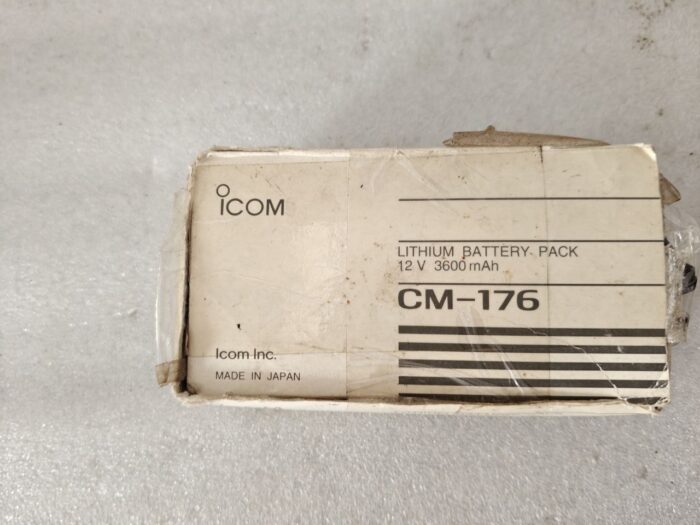 ICOM
LITHIUM BATTERY PACK
12 V 3600 mAh
CM-176
Icom Inc.
MADE IN JAPAN